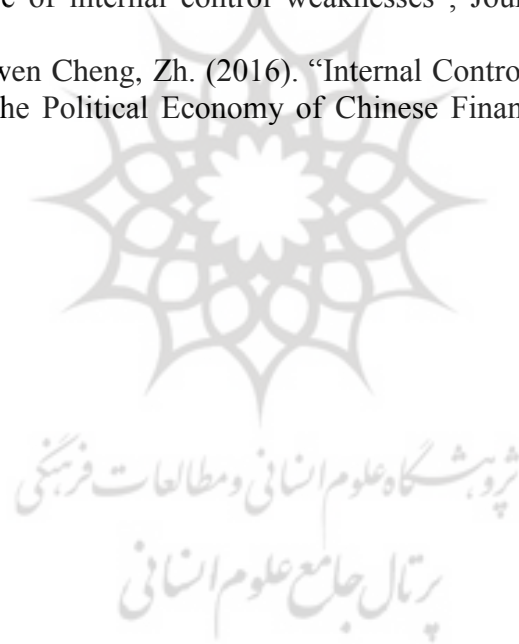 e of internal control weaknesses", Jou
wen Cheng, Zh. (2016). "Internal Contro
he Political Economy of Chinese Finan
پژوهشگاه علوم انسانی و مطالعات فرهنگی
پرتال جامع علوم انسانی